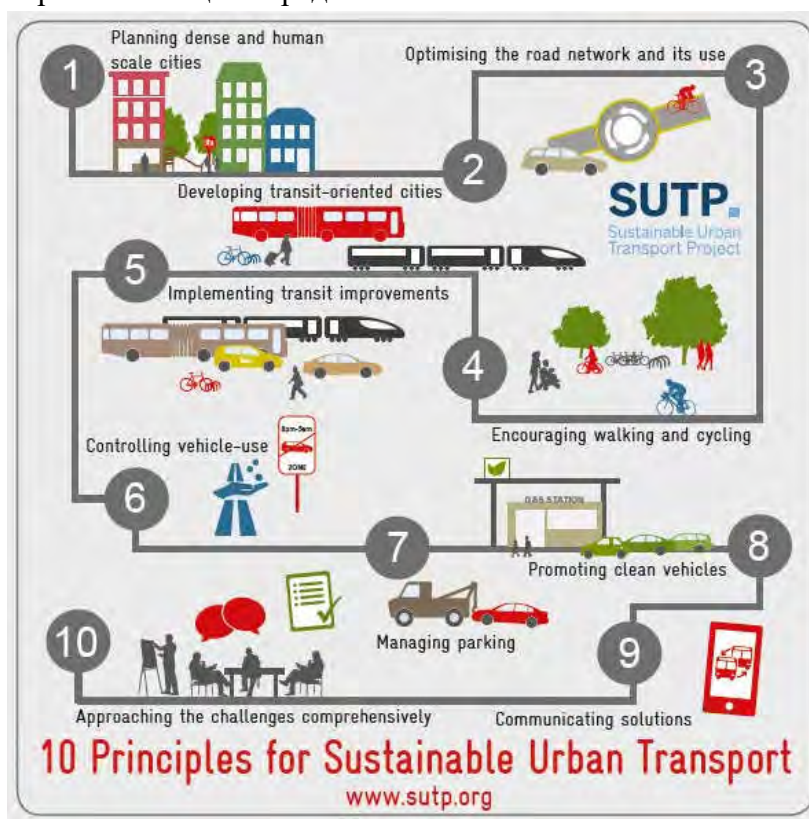 1
Planning dense and human
scale cities
2
Developing transit-oriented cities
3
Optimising the road network and its use
SUTP
Sustainable Urban
Transport Project
4
Encouraging walking and cycling
5
Implementing transit improvements
6
Controlling vehicle-use
ZONE
7
Managing parking
8
GAS STATION
Promoting clean vehicles
9
Communicating solutions
10
Approaching the challenges comprehensively
10 Principles for Sustainable Urban Transport
www.sutp.org